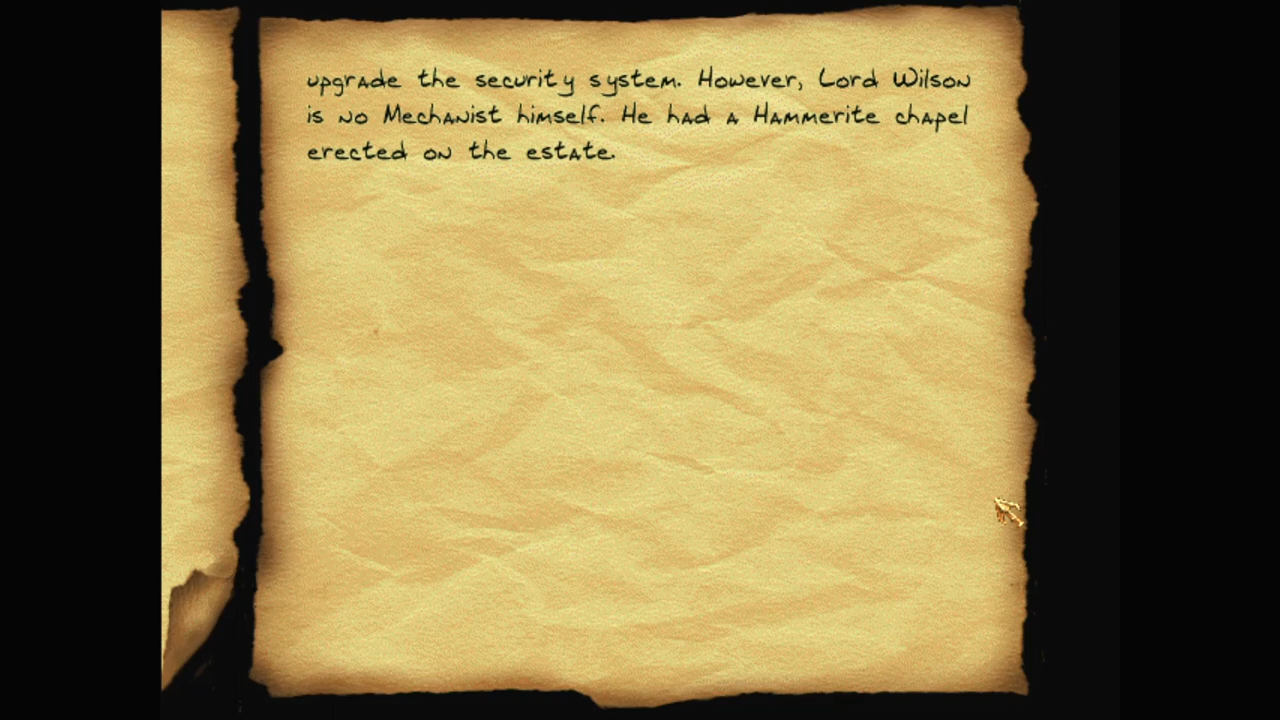 upgrade the security system. However, Lord Wilson
is no Mechanist himself. He had a Hammerite chapel
erected on the estate.